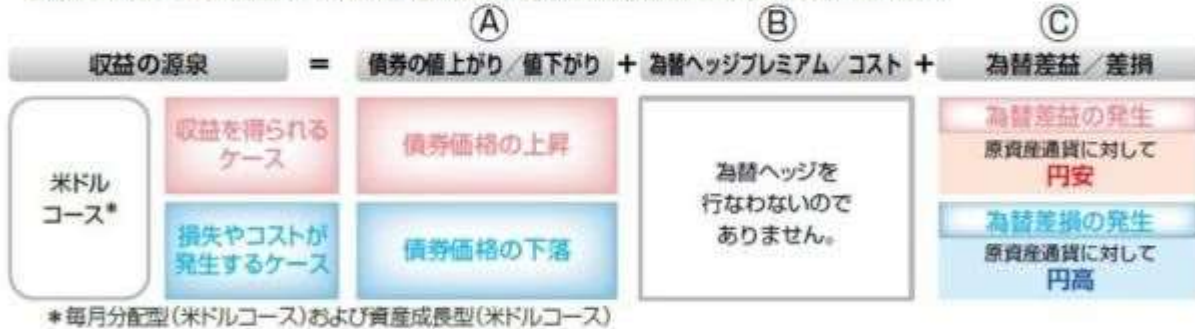 Ⓐ Ⓑ Ⓒ
収益の源泉 = 債券の値上がり／値下がり + 為替ヘッジプレミアム／コスト + 為替差益／差損
米ドル
コース*
収益を得られる
ケース
債券価格の上昇
損失やコストが
発生するケース
債券価格の下落
為替ヘッジを
行なわないので
ありません。
為替差益の発生
原資産通貨に対して
円安
為替差損の発生
原資産通貨に対して
円高
*毎月分配型(米ドルコース)および資産成長型(米ドルコース)